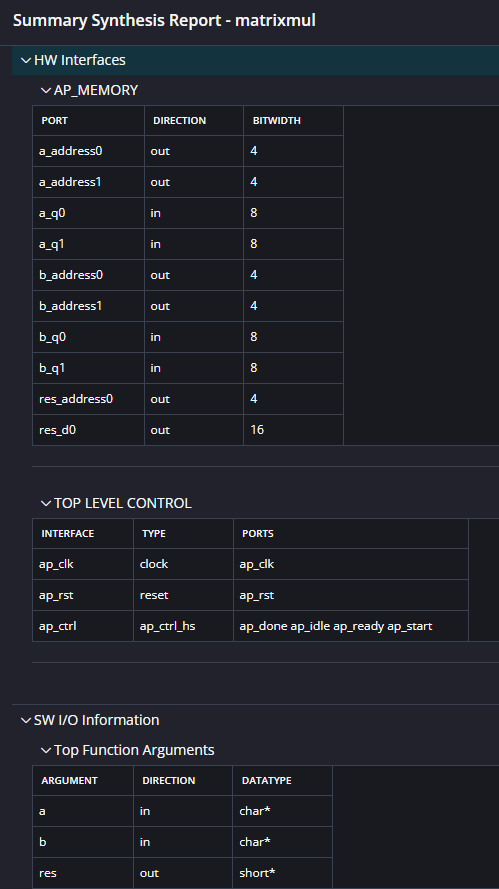 Summary Synthesis Report - matrixmul
HW Interfaces
AP_MEMORY
PORT DIRECTION BITWIDTH
a_address0 out 4
a_address1 out 4
a_q0 in 8
a_q1 in 8
b_address0 out 4
b_address1 out 4
b_q0 in 8
b_q1 in 8
res_address0 out 4
res_d0 out 16
TOP LEVEL CONTROL
INTERFACE TYPE PORTS
ap_clk clock ap_clk
ap_rst reset ap_rst
ap_ctrl ap_ctrl_hs ap_done ap_idle ap_ready ap_start
SW I/O Information
Top Function Arguments
ARGUMENT DIRECTION DATATYPE
a in char*
b in char*
res out short*